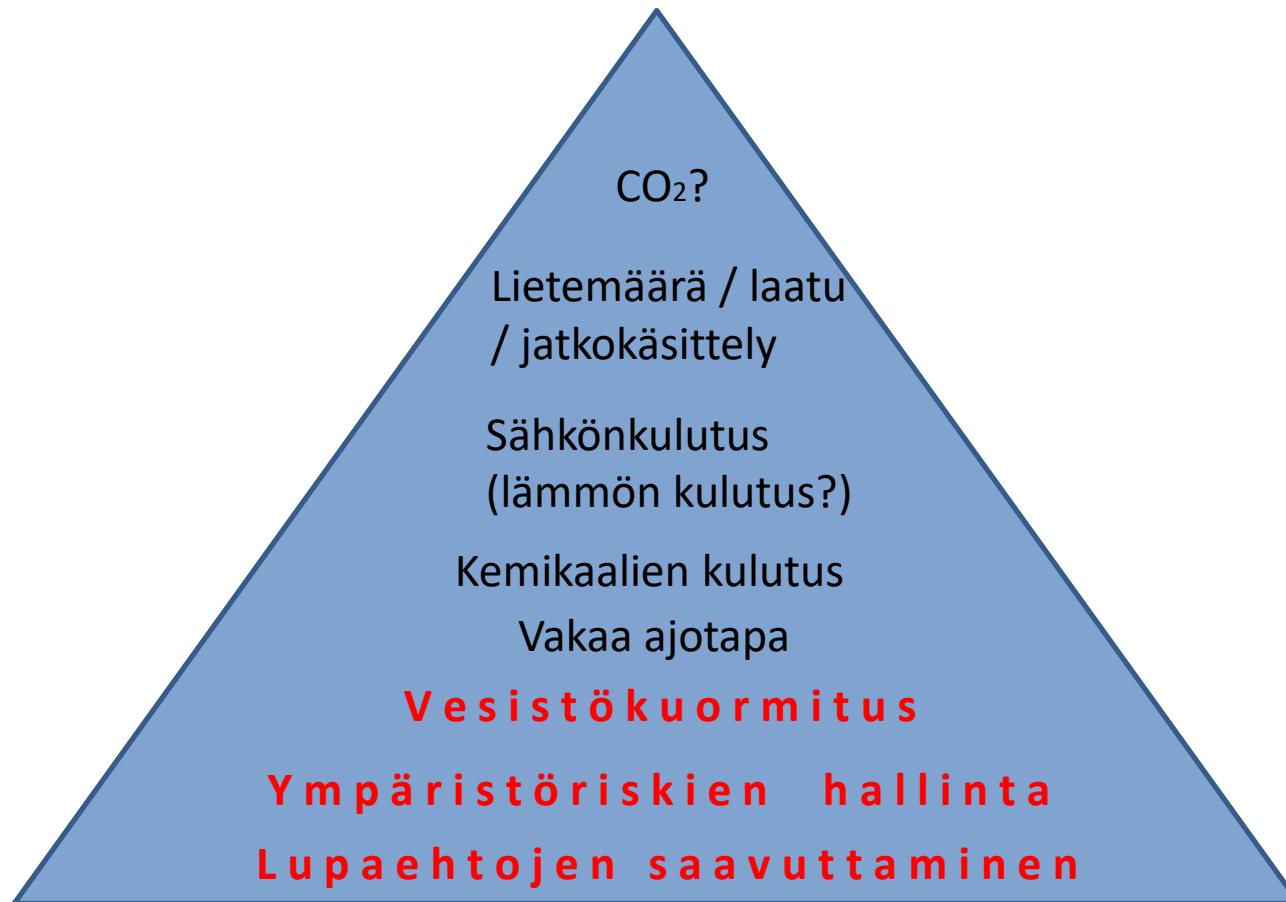 CO₂?
Lietemäärä / laatu
/ jatkokäsittely
Sähkönkulutus
(lämmön kulutus?)
Kemikaalien kulutus
Vakaa ajotapa
Vesistökuormitus
Ympäristöriskien hallinta
Lupaehtojen saavuttaminen